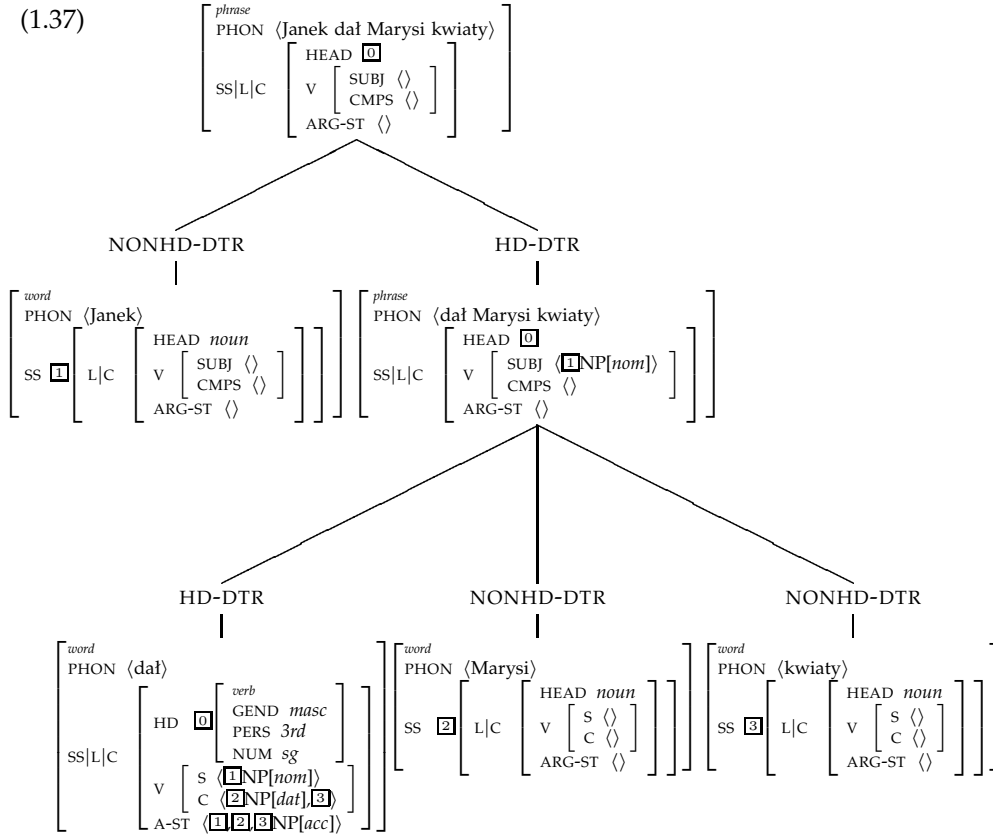 (1.37)
phrase
PHON ⟨Janek dał Marysi kwiaty⟩
HEAD 0
SS|L|C V SUBJ ⟨⟩
CMPS ⟨⟩
ARG-ST ⟨⟩
NONHD-DTR HD-DTR
word
PHON ⟨Janek⟩
HEAD noun
SS 1 L|C V SUBJ ⟨⟩
CMPS ⟨⟩
ARG-ST ⟨⟩
phrase
PHON ⟨dał Marysi kwiaty⟩
HEAD 0
SS|L|C V SUBJ ⟨1NP[nom]⟩
CMPS ⟨⟩
ARG-ST ⟨⟩
HD-DTR NONHD-DTR NONHD-DTR
word
PHON ⟨dał⟩
verb
HD 0 GEND masc
PERS 3rd
NUM sg
SS|L|C
V S ⟨1NP[nom]⟩
C ⟨2NP[dat],3⟩
A-ST ⟨1,2,3NP[acc]⟩
word
PHON ⟨Marysi⟩
HEAD noun
SS 2 L|C V S ⟨⟩
C ⟨⟩
ARG-ST ⟨⟩
word
PHON ⟨kwiaty⟩
HEAD noun
SS 3 L|C V S ⟨⟩
C ⟨⟩
ARG-ST ⟨⟩